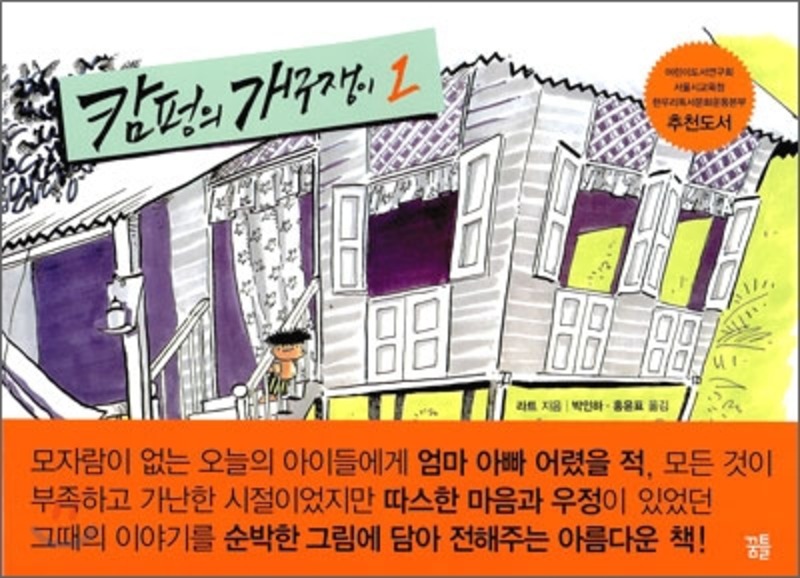 캄펑의 개구쟁이 1
어린이도서연구회
서울시교육청
한우리독서문화운동본부
추천도서
라트 지음 | 박인하·홍윤표 옮김
모자람이 없는 오늘의 아이들에게 엄마 아빠 어렸을 적, 모든 것이
부족하고 가난한 시절이었지만 따스한 마음과 우정이 있었던
그때의 이야기를 순박한 그림에 담아 전해주는 아름다운 책!
꿈틀